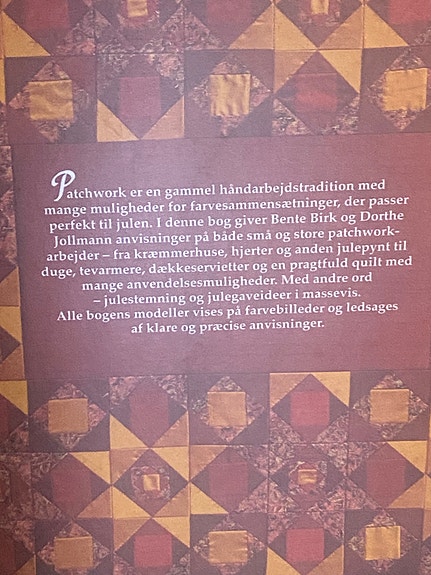 Patchwork er en gammel håndarbejdstradition med
mange muligheder for farvesammensætninger, der passer
perfekt til julen. I denne bog giver Bente Birk og Dorthe
Jollmann anvisninger på både små og store patchwork-
arbejder – fra kræmmerhuse, hjerter og anden julepynt til
duge, tevarmere, dækkeservietter og en pragtfuld quilt med
mange anvendelsesmuligheder. Med andre ord
– julestemning og julegaveideer i massevis.
Alle bogens modeller vises på farvebilleder og ledsages
af klare og præcise anvisninger.